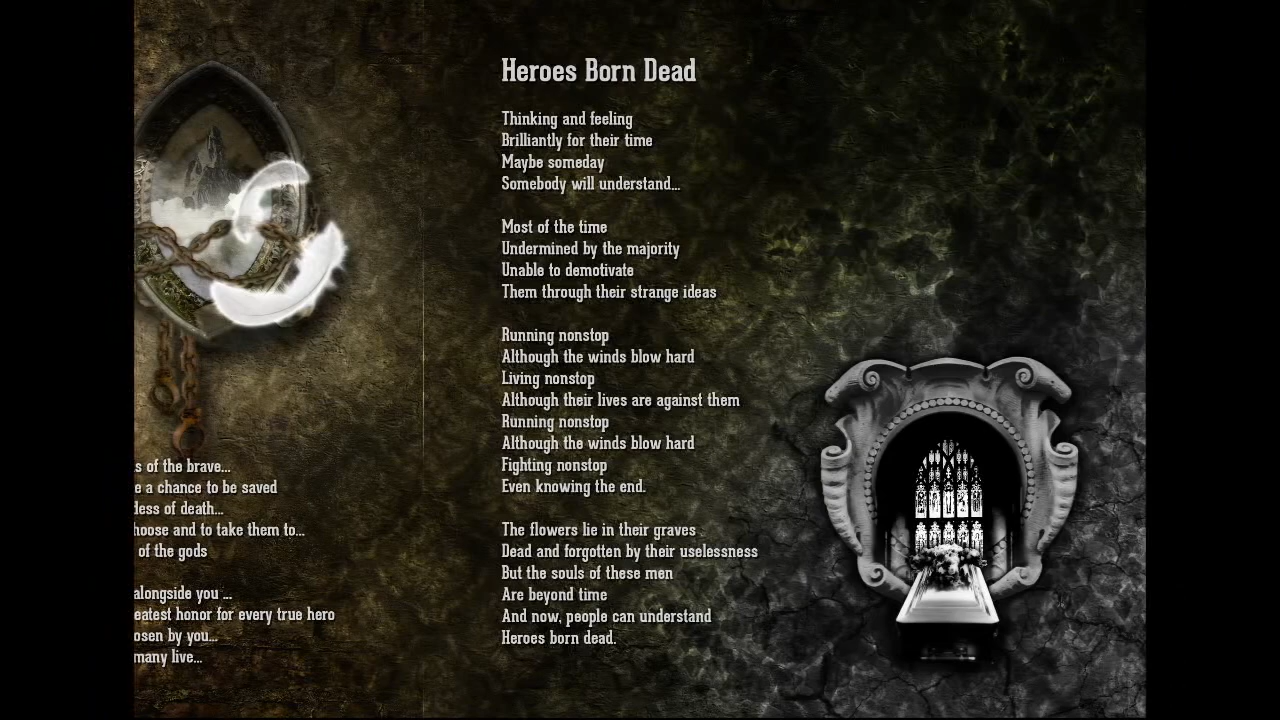 s of the brave...
e a chance to be saved
dess of death...
hoose and to take them to...
of the gods
alongside you ...
eatest honor for every true hero
osen by you...
many live...
Heroes Born Dead
Thinking and feeling
Brilliantly for their time
Maybe someday
Somebody will understand...
Most of the time
Undermined by the majority
Unable to demotivate
Them through their strange ideas
Running nonstop
Although the winds blow hard
Living nonstop
Although their lives are against them
Running nonstop
Although the winds blow hard
Fighting nonstop
Even knowing the end.
The flowers lie in their graves
Dead and forgotten by their uselessness
But the souls of these men
Are beyond time
And now, people can understand
Heroes born dead.